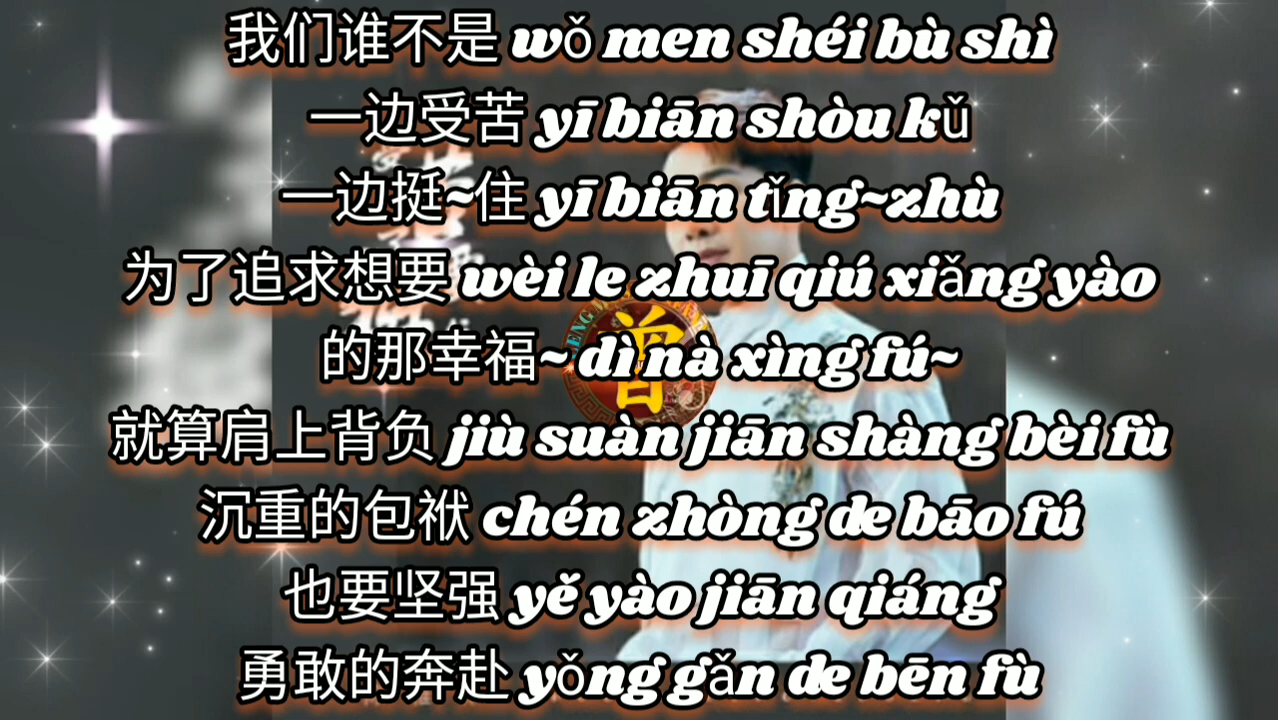 我们谁不是 wǒ men shéi bù shì
一边受苦 yī biān shòu kǔ
一边挺~住 yī biān tǐng~zhù
为了追求想要 wèi le zhuī qiú xiǎng yào
的那幸福~ dì nà xìng fú~
曾
就算肩上背负 jiù suàn jiān shàng bèi fù
沉重的包袱 chén zhòng de bāo fú
也要坚强 yě yào jiān qiáng
勇敢的奔赴 yǒng gǎn de bēn fù